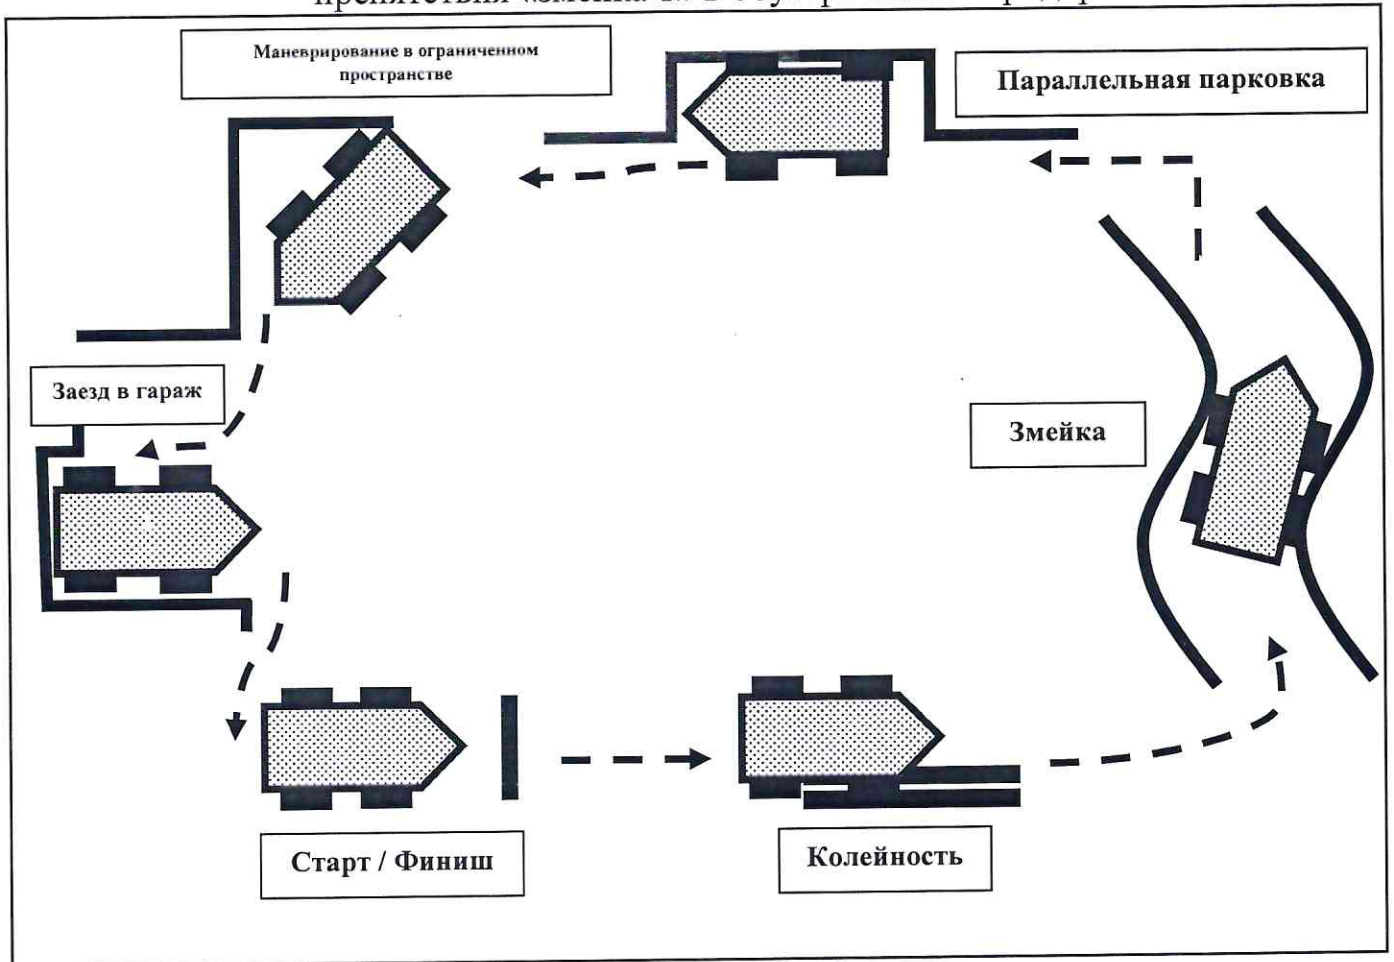 Маневрирование в ограниченном
пространстве
Параллельная парковка
Заезд в гараж
Змейка
Старт / Финиш
Колейность